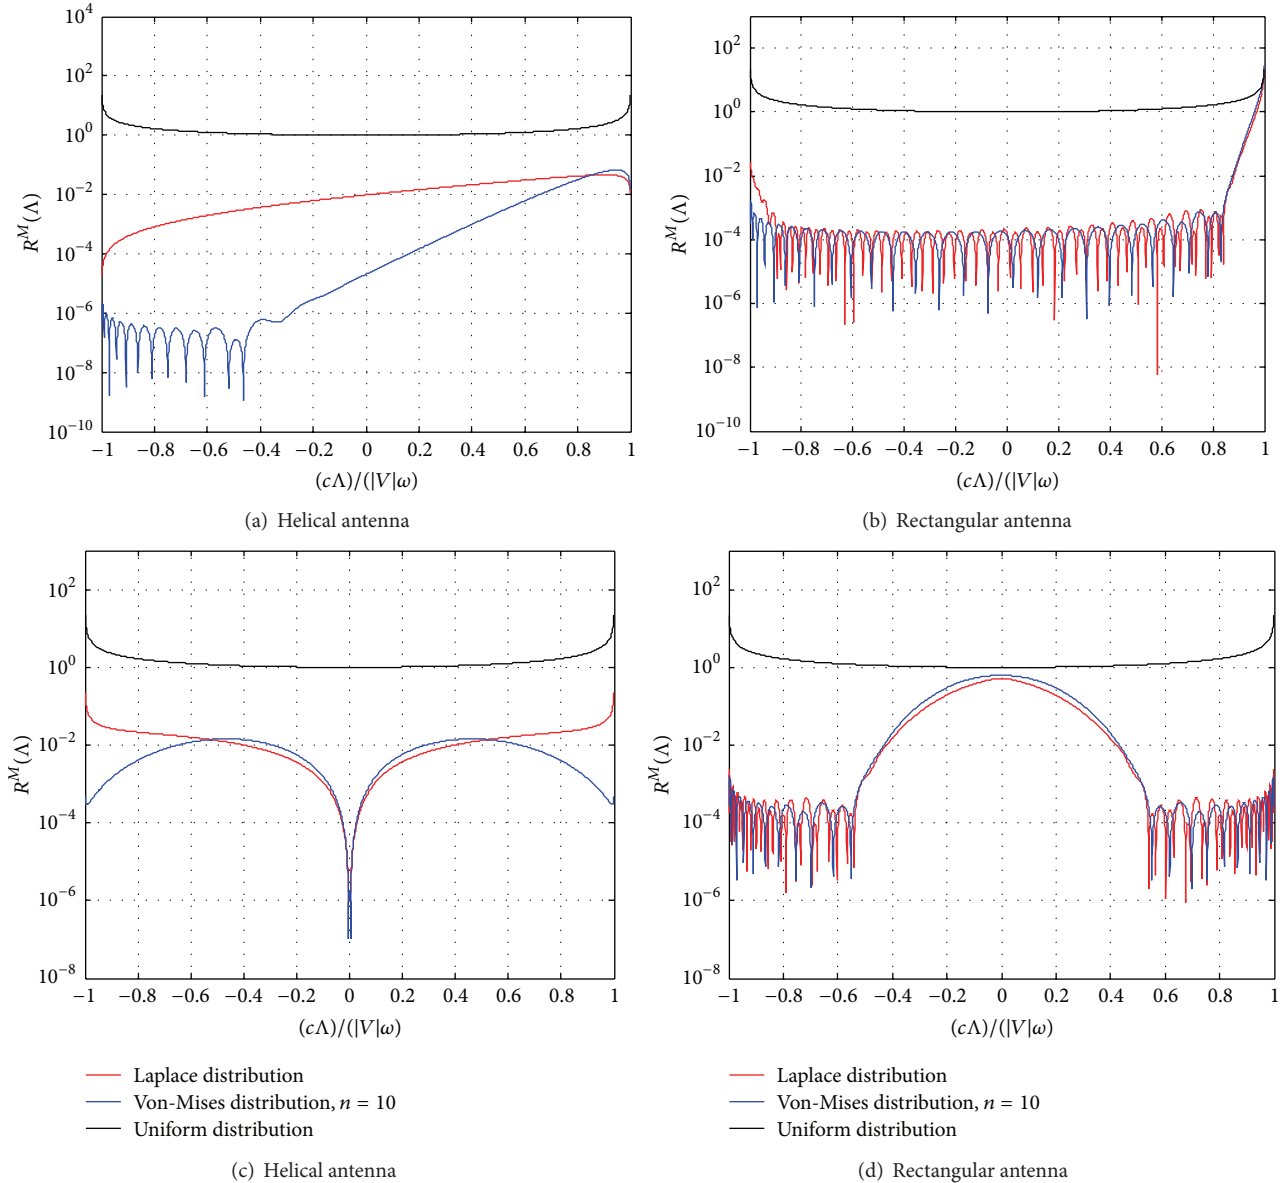 10^4
10^2
10^0
10^−2
10^−4
10^−6
10^−8
10^−10
R^M(Λ)
−1 −0.8 −0.6 −0.4 −0.2 0 0.2 0.4 0.6 0.8 1
(cΛ)/(|V|ω)
(a) Helical antenna
10^2
10^0
10^−2
10^−4
10^−6
10^−8
10^−10
R^M(Λ)
−1 −0.8 −0.6 −0.4 −0.2 0 0.2 0.4 0.6 0.8 1
(cΛ)/(|V|ω)
(b) Rectangular antenna
10^2
10^0
10^−2
10^−4
10^−6
10^−8
R^M(Λ)
−1 −0.8 −0.6 −0.4 −0.2 0 0.2 0.4 0.6 0.8 1
(cΛ)/(|V|ω)
Laplace distribution
Von-Mises distribution, n = 10
Uniform distribution
(c) Helical antenna
10^2
10^0
10^−2
10^−4
10^−6
10^−8
R^M(Λ)
−1 −0.8 −0.6 −0.4 −0.2 0 0.2 0.4 0.6 0.8 1
(cΛ)/(|V|ω)
Laplace distribution
Von-Mises distribution, n = 10
Uniform distribution
(d) Rectangular antenna